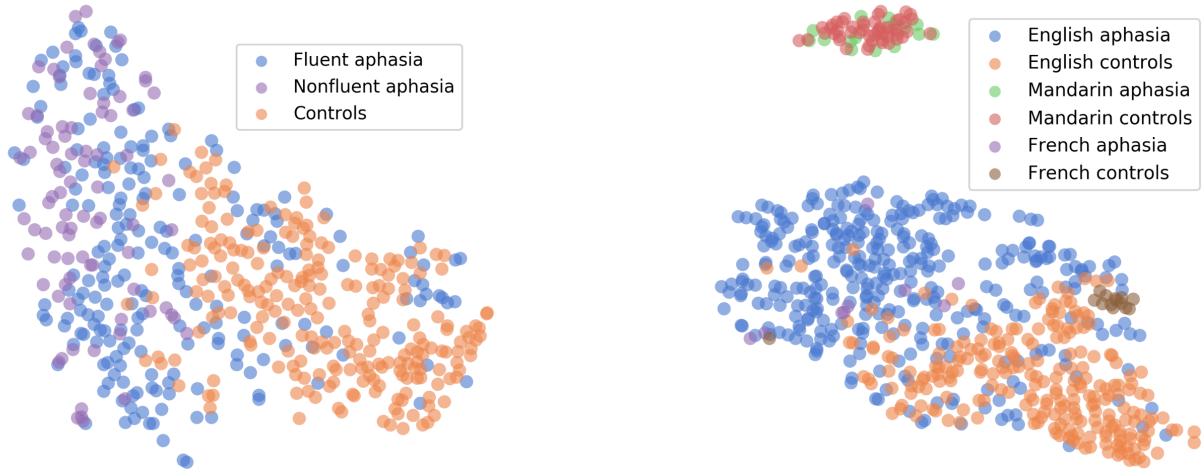 Fluent aphasia
Nonfluent aphasia
Controls
English aphasia
English controls
Mandarin aphasia
Mandarin controls
French aphasia
French controls